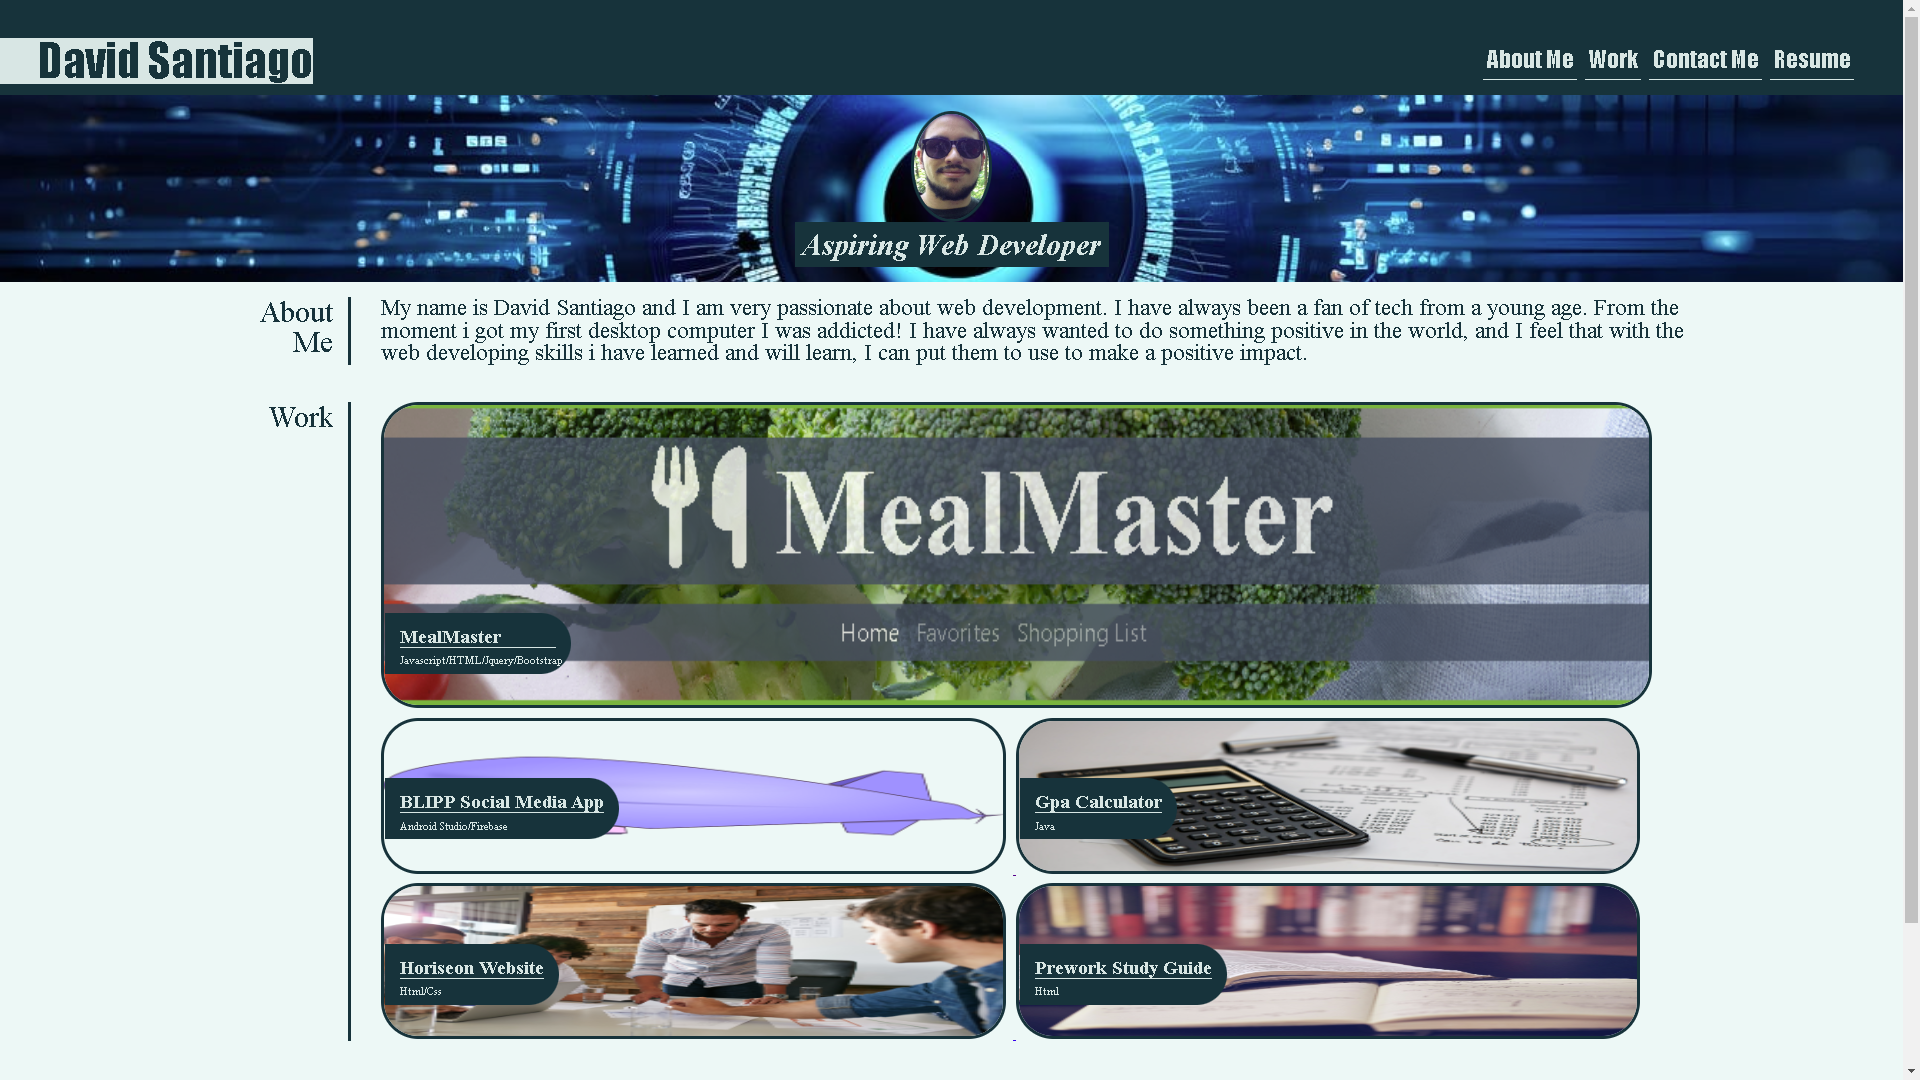 David Santiago
About Me Work Contact Me Resume
Aspiring Web Developer
About
Me
My name is David Santiago and I am very passionate about web development. I have always been a fan of tech from a young age. From the
moment i got my first desktop computer I was addicted! I have always wanted to do something positive in the world, and I feel that with the
web developing skills i have learned and will learn, I can put them to use to make a positive impact.
Work
MealMaster
Home Favorites Shopping List
MealMaster
Javascript/HTML/Jquery/Bootstrap
BLIPP Social Media App
Android Studio/Firebase
Gpa Calculator
Java
Horiseon Website
Html/Css
Prework Study Guide
Html